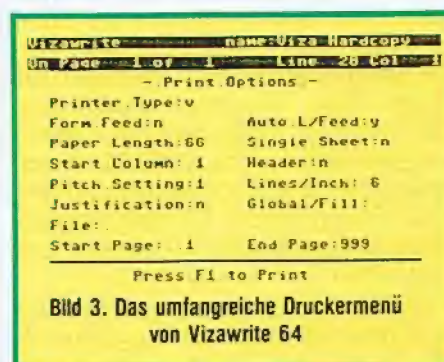 Vizawrite name:Viza Hardcopy
On Page 1 of 1 Line 28 Col 1
- Print Options -
Printer Type:v
Form Feed:n Auto L/Feed:y
Paper Length:66 Single Sheet:n
Start Column: 1 Header:n
Pitch Setting:1 Lines/Inch: 6
Justification:n Global/Fill:
File:
Start Page: 1 End Page:999
Press F1 to Print
Bild 3. Das umfangreiche Druckermenü
von Vizawrite 64